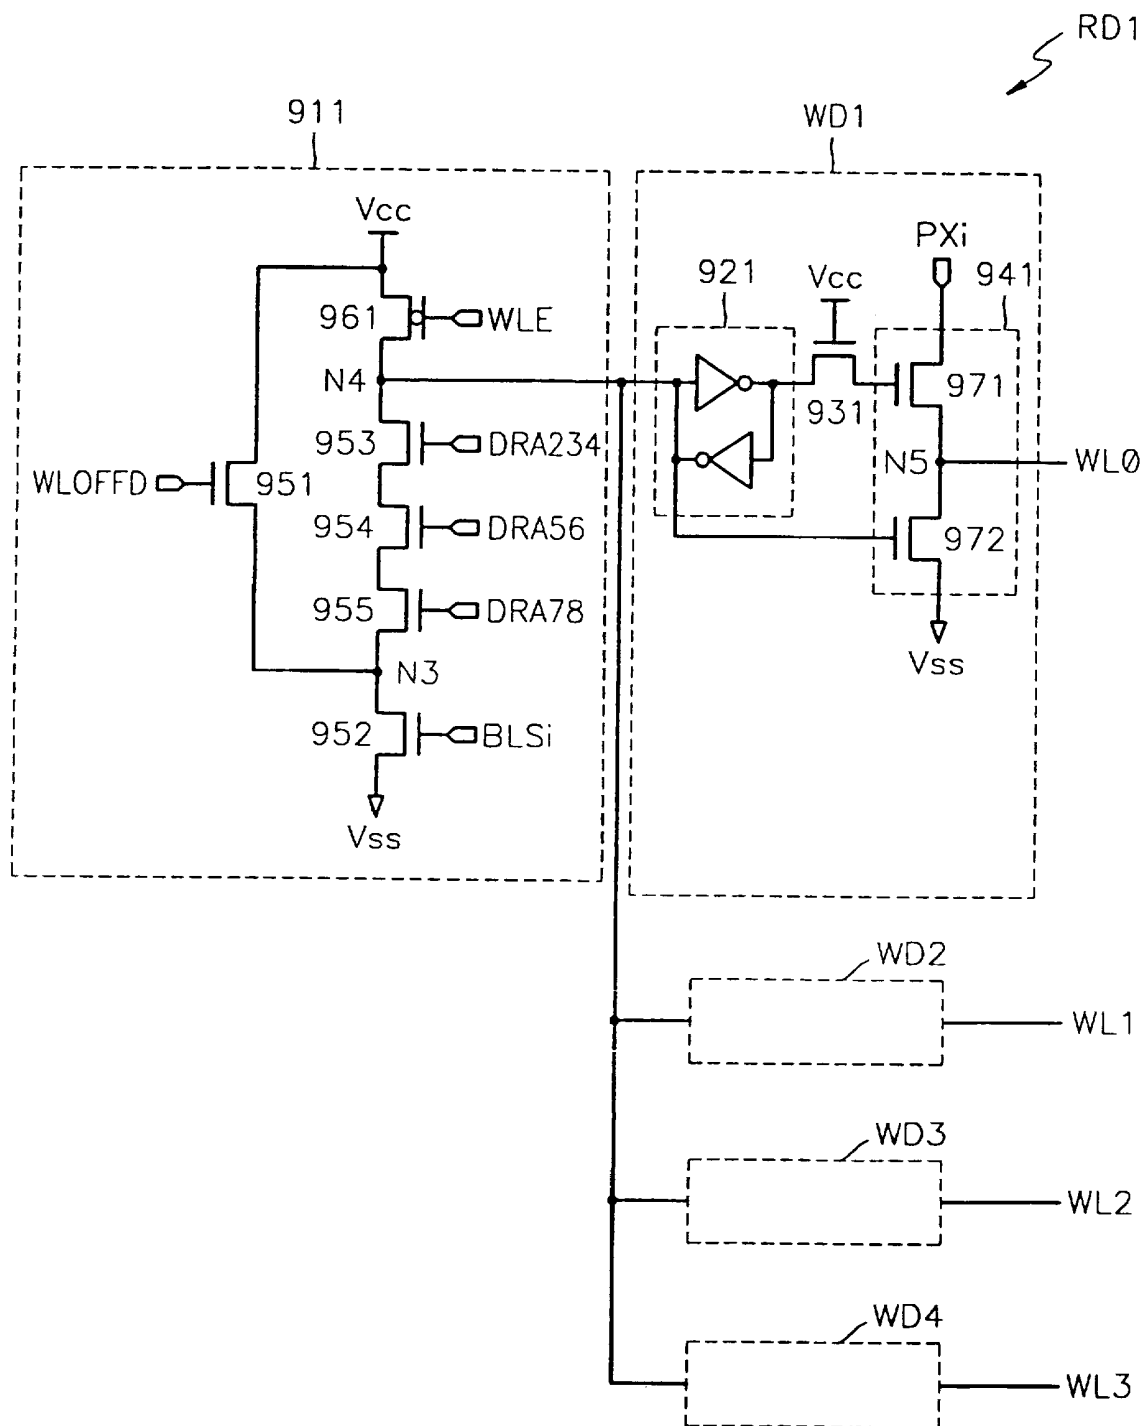 RD1
911
WD1
Vcc
PXi
921
Vcc
941
961
WLE
N4
931
971
953
DRA234
WLOFFD
951
N5
WL0
954
DRA56
972
955
DRA78
N3
Vss
952
BLSi
Vss
WD2
WL1
WD3
WL2
WD4
WL3